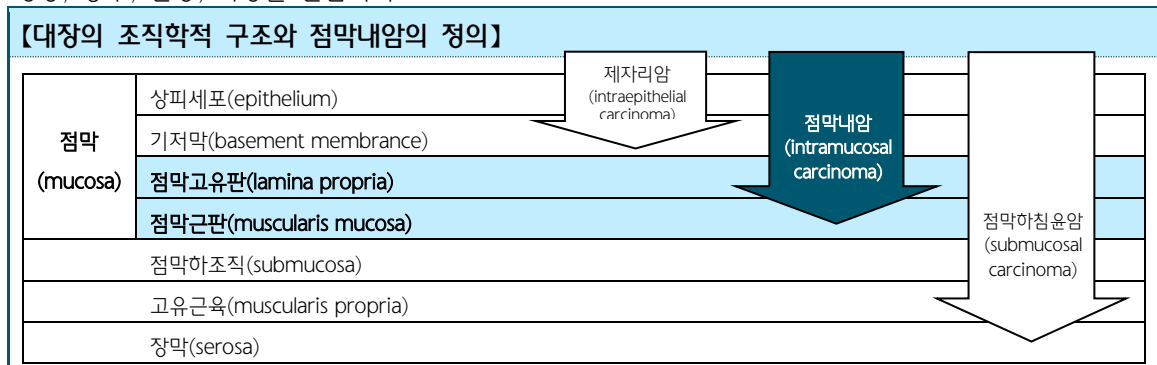 【대장의 조직학적 구조와 점막내암의 정의】
제자리암
(intraepithelial
carcinoma)
상피세포(epithelium)
점막
(mucosa)
기저막(basement membrance)
점막내암
(intramucosal
carcinoma)
점막고유판(lamina propria)
점막근판(muscularis mucosa)
점막하침윤암
(submucosal
carcinoma)
점막하조직(submucosa)
고유근육(muscularis propria)
장막(serosa)